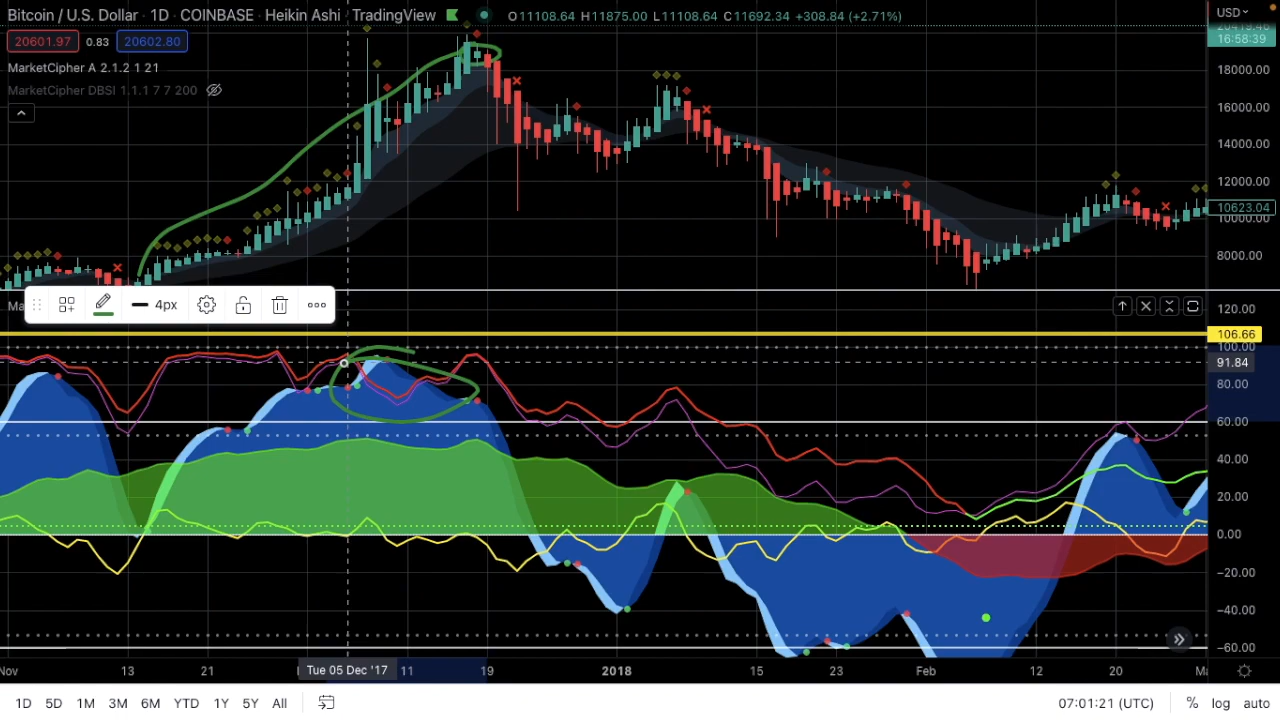 Bitcoin / U.S. Dollar · 1D · COINBASE · Heikin Ashi · TradingView O11108.64 H11875.00 L11108.64 C11692.34 +308.84 (+2.71%) USD
20601.97 0.83 20602.80
16:58:39
MarketCipher A 2.1.2 1 21
MarketCipher DBSI 1.1.1 7 7 200
18000.00
16000.00
14000.00
12000.00
10623.04
10000.00
8000.00
Ma 4px
120.00
106.66
100.00
91.84
80.00
60.00
40.00
20.00
0.00
−20.00
−40.00
−60.00
Nov 13 21 Tue 05 Dec '17 11 19 2018 15 23 Feb 12 20 Ma
1D 5D 1M 3M 6M YTD 1Y 5Y All 07:01:21 (UTC) % log auto